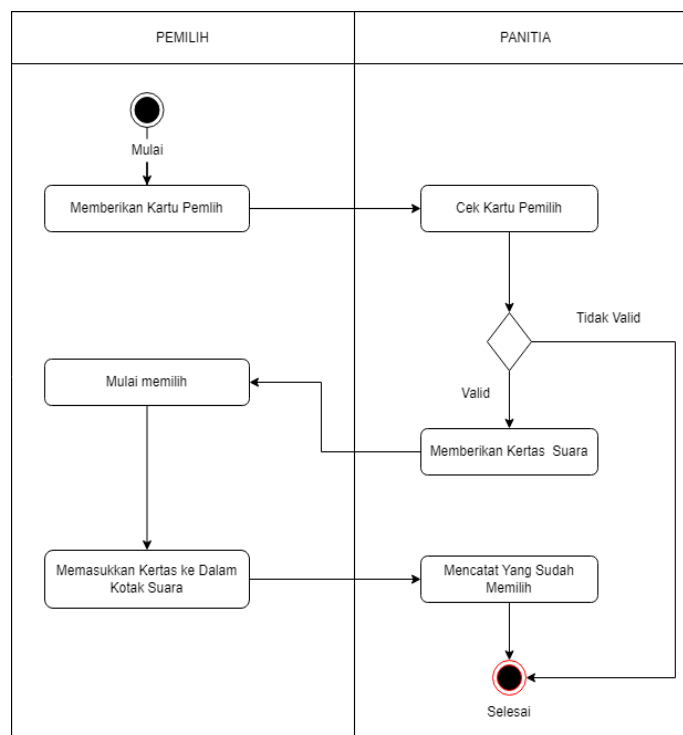 PEMILIH
PANITIA
Mulai
Memberikan Kartu Pemlih
Cek Kartu Pemilih
Tidak Valid
Mulai memilih
Valid
Memberikan Kertas  Suara
Memasukkan Kertas ke Dalam
Kotak Suara
Mencatat Yang Sudah
Memilih
Selesai